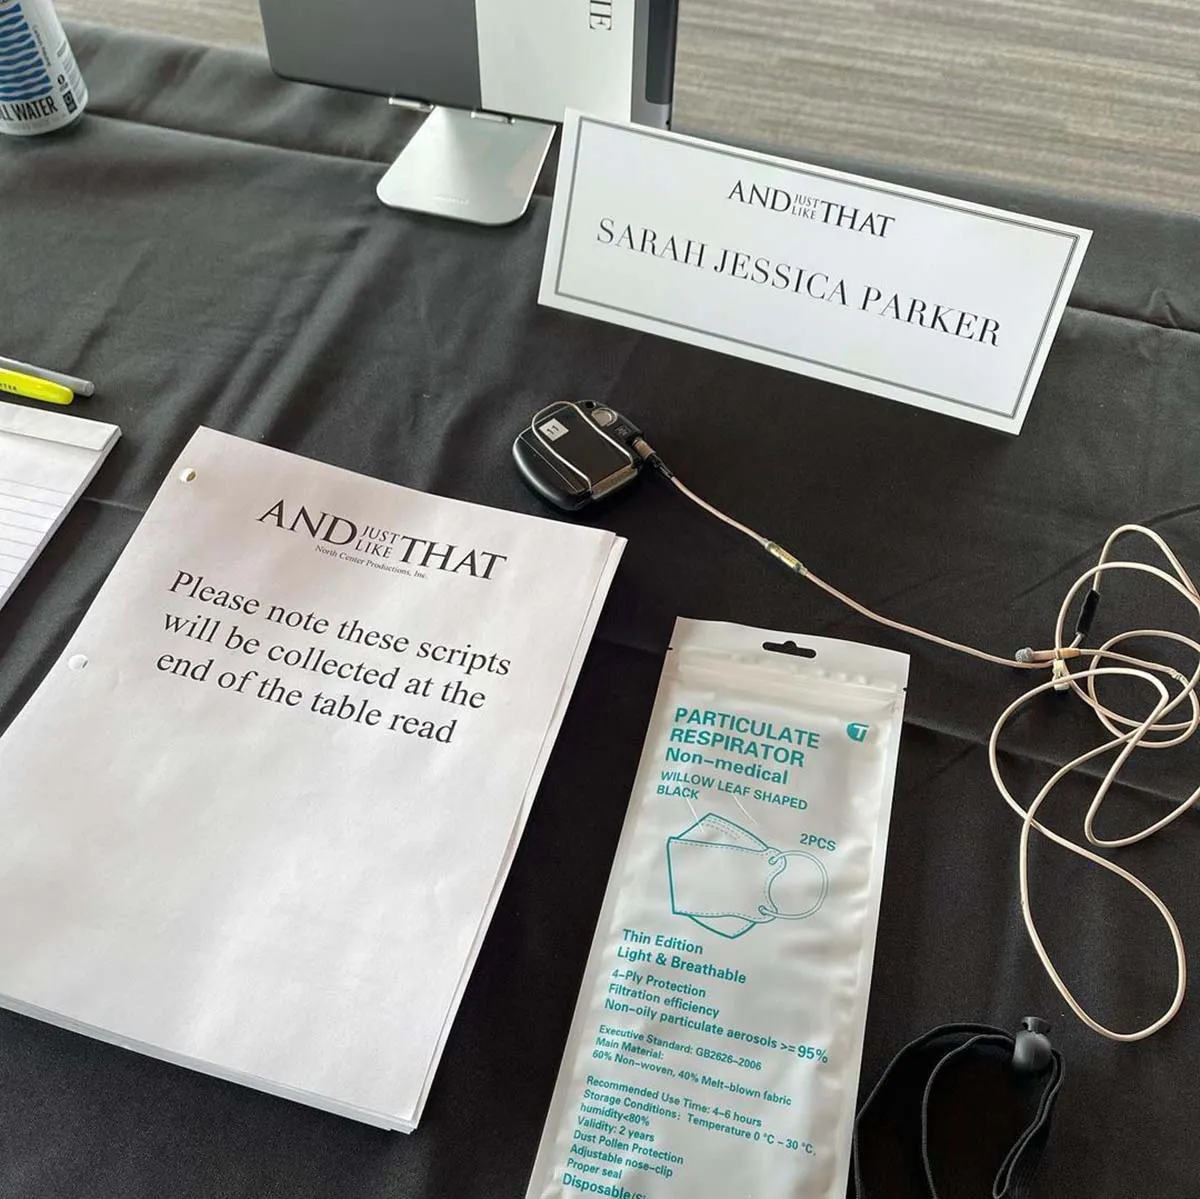 LL WATER
IE
AND JUST LIKE THAT
SARAH JESSICA PARKER
11
AND JUST LIKE THAT
North Center Productions, Inc.
Please note these scripts
will be collected at the
end of the table read
PARTICULATE
RESPIRATOR
Non-medical
WILLOW LEAF SHAPED
BLACK
2PCS
Thin Edition
Light & Breathable
4-Ply Protection
Filtration efficiency
Non-oily particulate aerosols >=95%
Executive Standard: GB2626-2006
Main Material:
60% Non-woven, 40% Melt-blown fabric
Recommended Use Time: 4-6 hours
Storage Conditions: Temperature 0 °C - 30 °C,
humidity<80%
Validity: 2 years
Dust Pollen Protection
Adjustable nose-clip
Proper seal